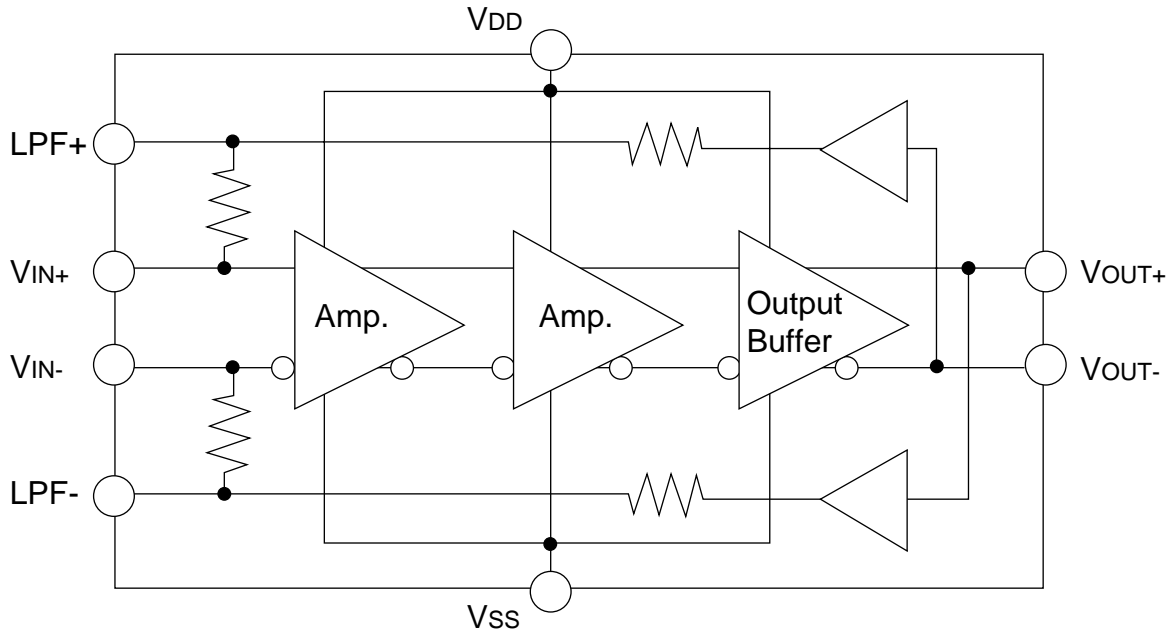 VDD
LPF+
VIN+
VIN-
LPF-
Amp.
Amp.
Output
Buffer
VOUT+
VOUT-
VSS